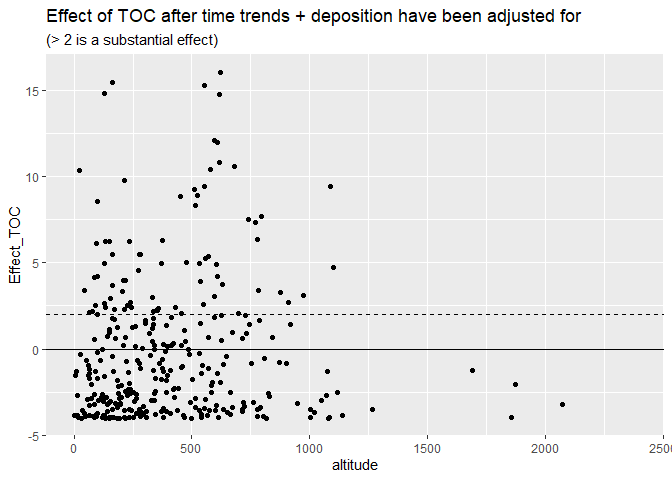 Effect of TOC after time trends + deposition have been adjusted for
(> 2 is a substantial effect)
15
10
5
0
-5
Effect_TOC
0 500 1000 1500 2000 2500
altitude